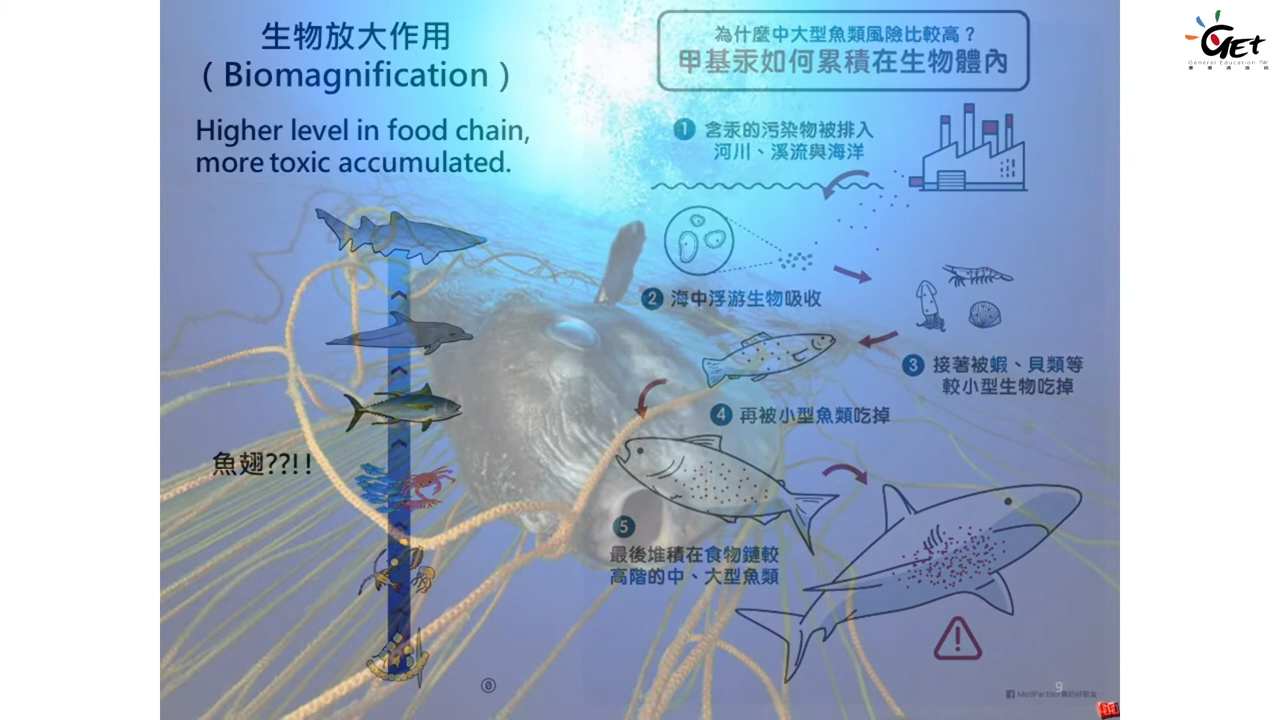 生物放大作用
（Biomagnification）
Higher level in food chain,
more toxic accumulated.
魚翅??!!
為什麼中大型魚類風險比較高？
甲基汞如何累積在生物體內
1 含汞的污染物被排入
河川、溪流與海洋
2 海中浮游生物吸收
3 接著被蝦、貝類等
較小型生物吃掉
4 再被小型魚類吃掉
5
最後堆積在食物鏈較
高階的中、大型魚類
9
GET
General Education TW